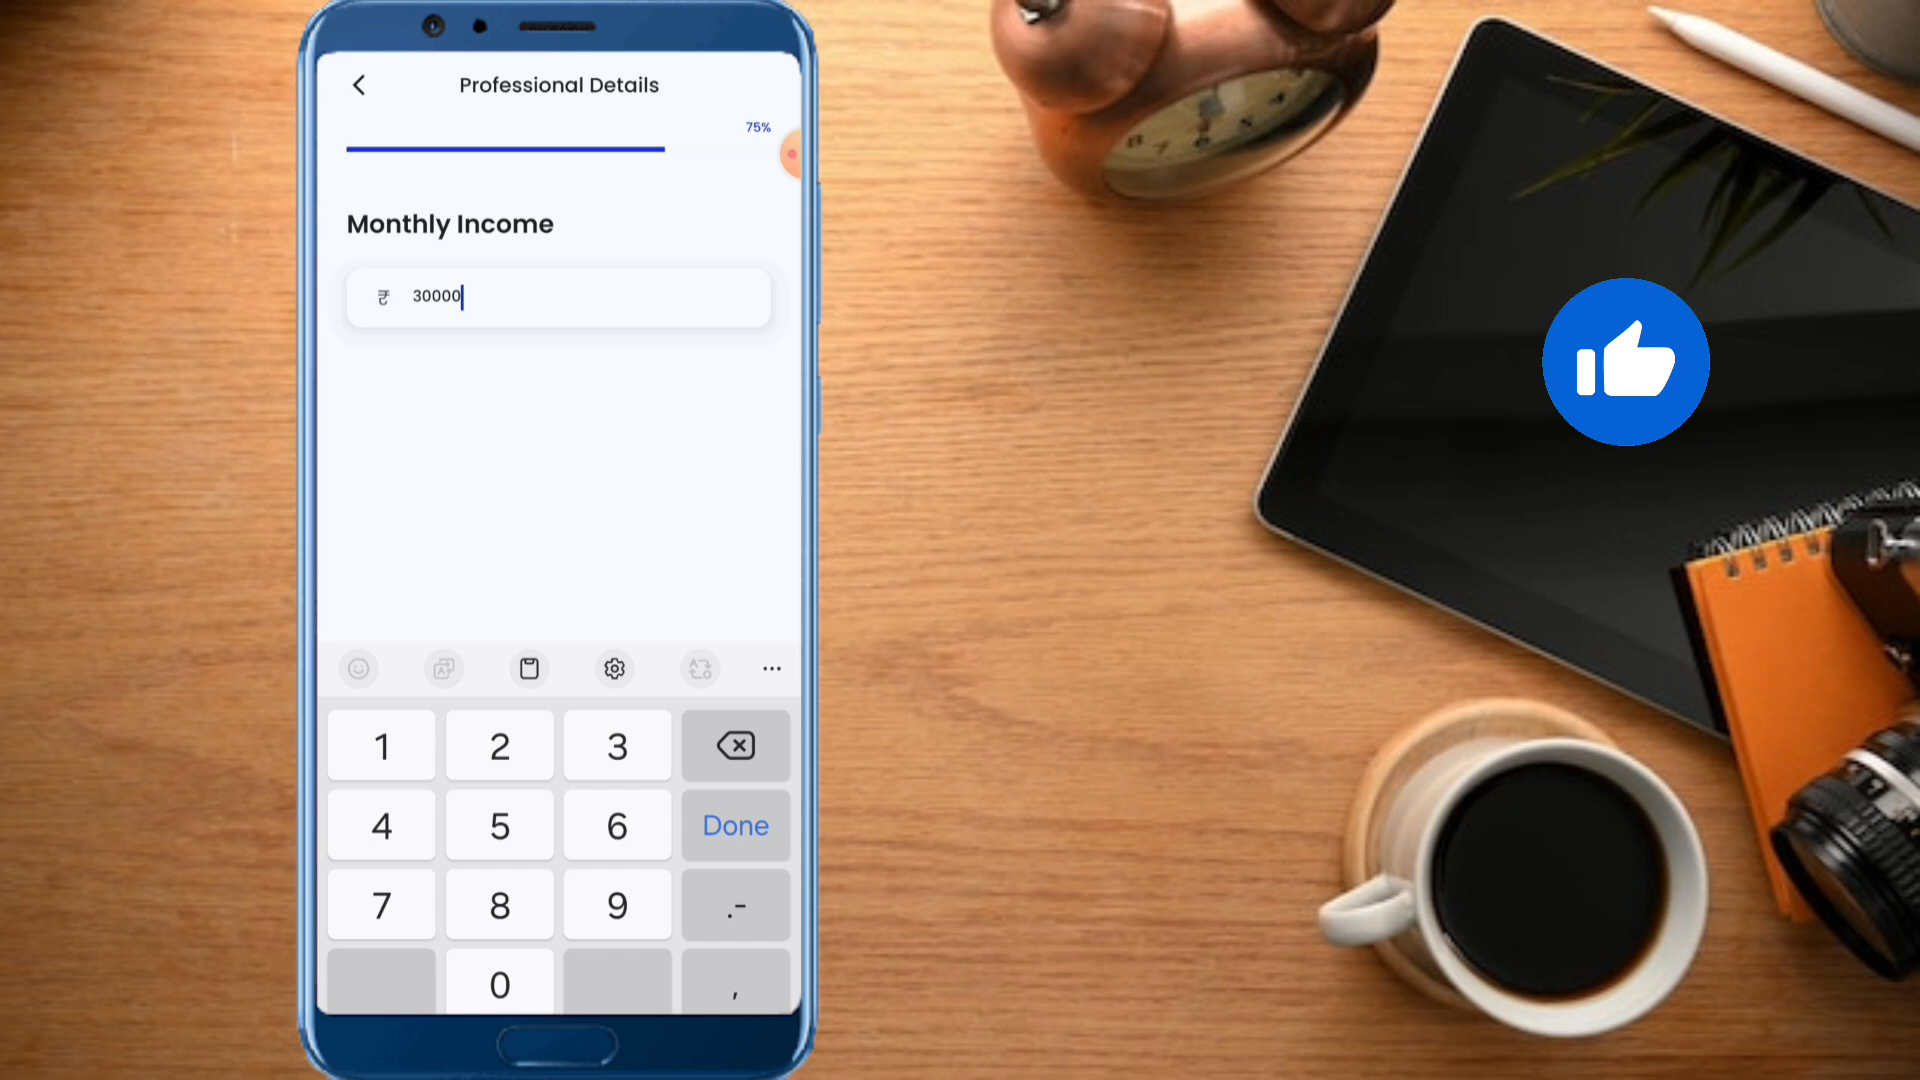 Professional Details
75%
Monthly Income
₹ 30000
1 2 3
4 5 6 Done
7 8 9 .-
0 ,